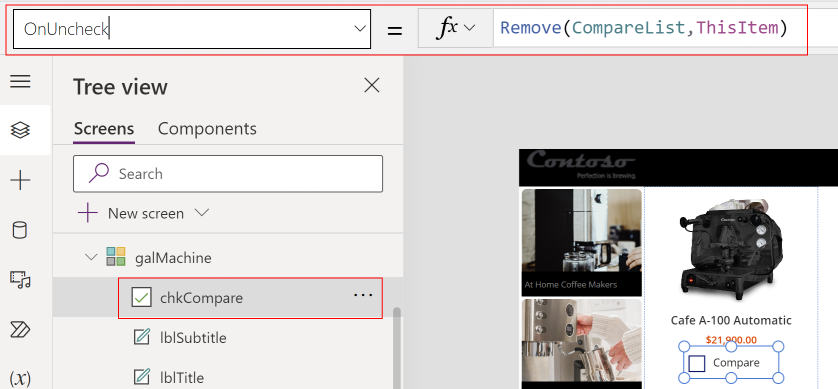 OnUncheck = fx Remove(CompareList,ThisItem)
Tree view
Screens Components
Search
New screen
galMachine
chkCompare
lblSubtitle
lblTitle
(x)
Contoso
Perfection is brewing.
At Home Coffee Makers
Contoso
Cafe A-100 Automatic
$21,900.00
Compare